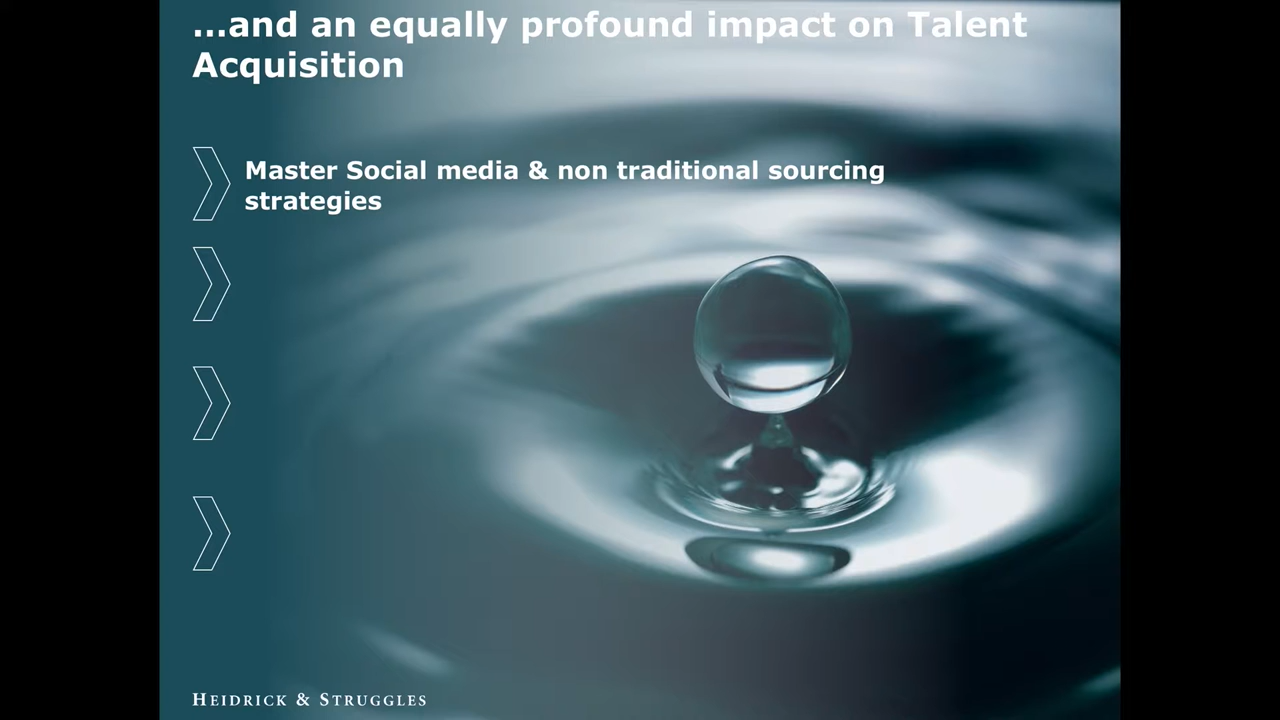 ...and an equally profound impact on Talent
Acquisition
Master Social media & non traditional sourcing
strategies
HEIDRICK & STRUGGLES